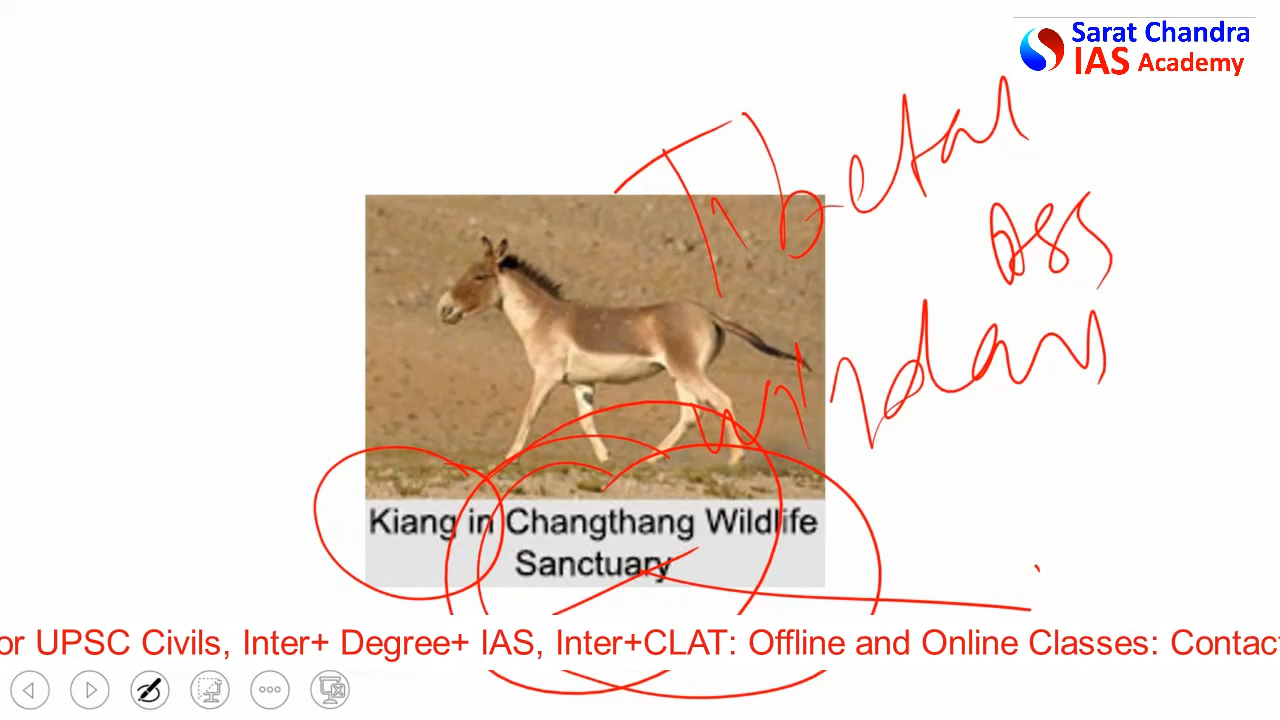 Sarat Chandra
IAS Academy
Tibetan
ass
Kiang in Changthang Wildlife
Sanctuary
or UPSC Civils, Inter+ Degree+ IAS, Inter+CLAT: Offline and Online Classes: Contac